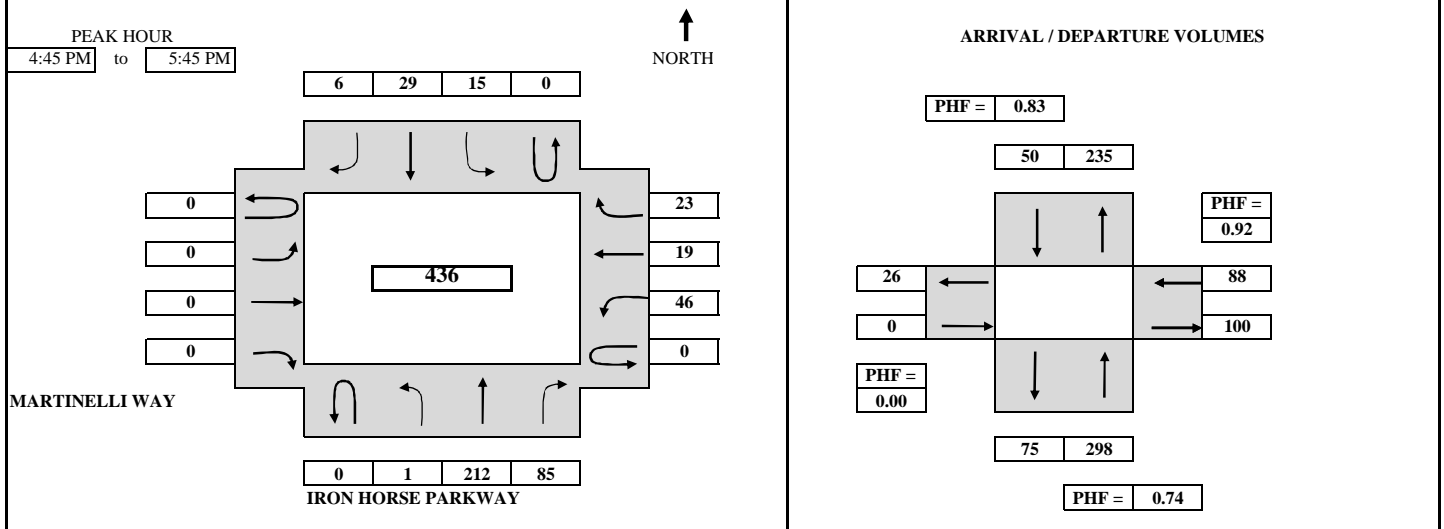 PEAK HOUR
4:45 PM to 5:45 PM
NORTH
6 29 15 0
0 23
0 19
436
0 46
0 0
MARTINELLI WAY
0 1 212 85
IRON HORSE PARKWAY
ARRIVAL / DEPARTURE VOLUMES
PHF = 0.83
50 235
PHF =
0.92
26 88
0 100
PHF =
0.00
75 298
PHF = 0.74